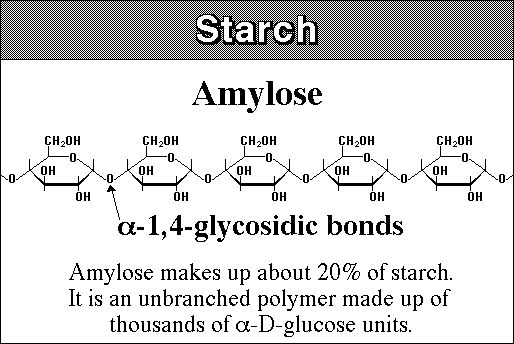 Starch
Amylose
CH₂OH CH₂OH CH₂OH CH₂OH CH₂OH
O O O O O
OH OH OH OH OH
O O O O O O
OH OH OH OH OH
α-1,4-glycosidic bonds
Amylose makes up about 20% of starch.
It is an unbranched polymer made up of
thousands of α-D-glucose units.